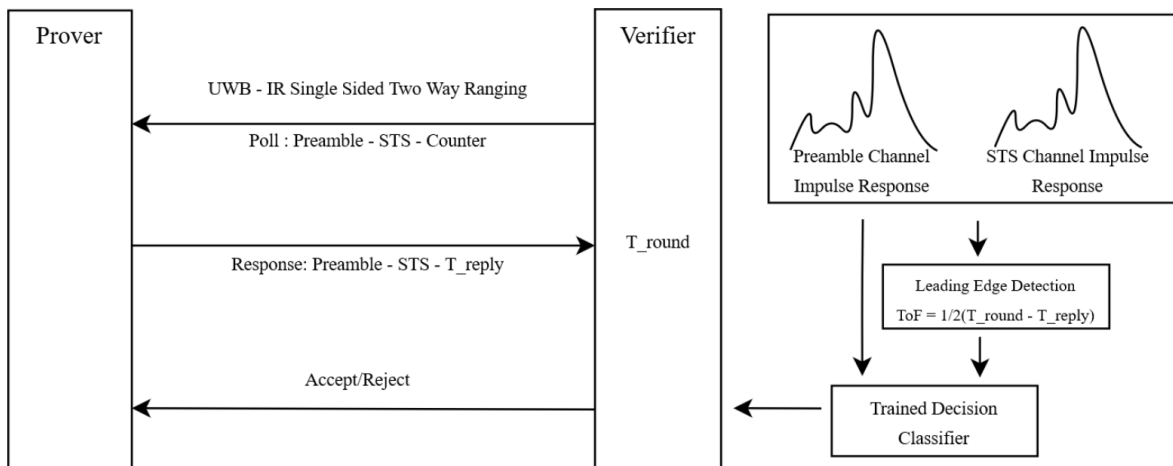 Prover
Verifier
UWB - IR Single Sided Two Way Ranging
Poll : Preamble - STS - Counter
Response: Preamble - STS - T_reply
T_round
Accept/Reject
Preamble Channel
Impulse Response
STS Channel Impulse
Response
Leading Edge Detection
ToF = 1/2(T_round - T_reply)
Trained Decision
Classifier